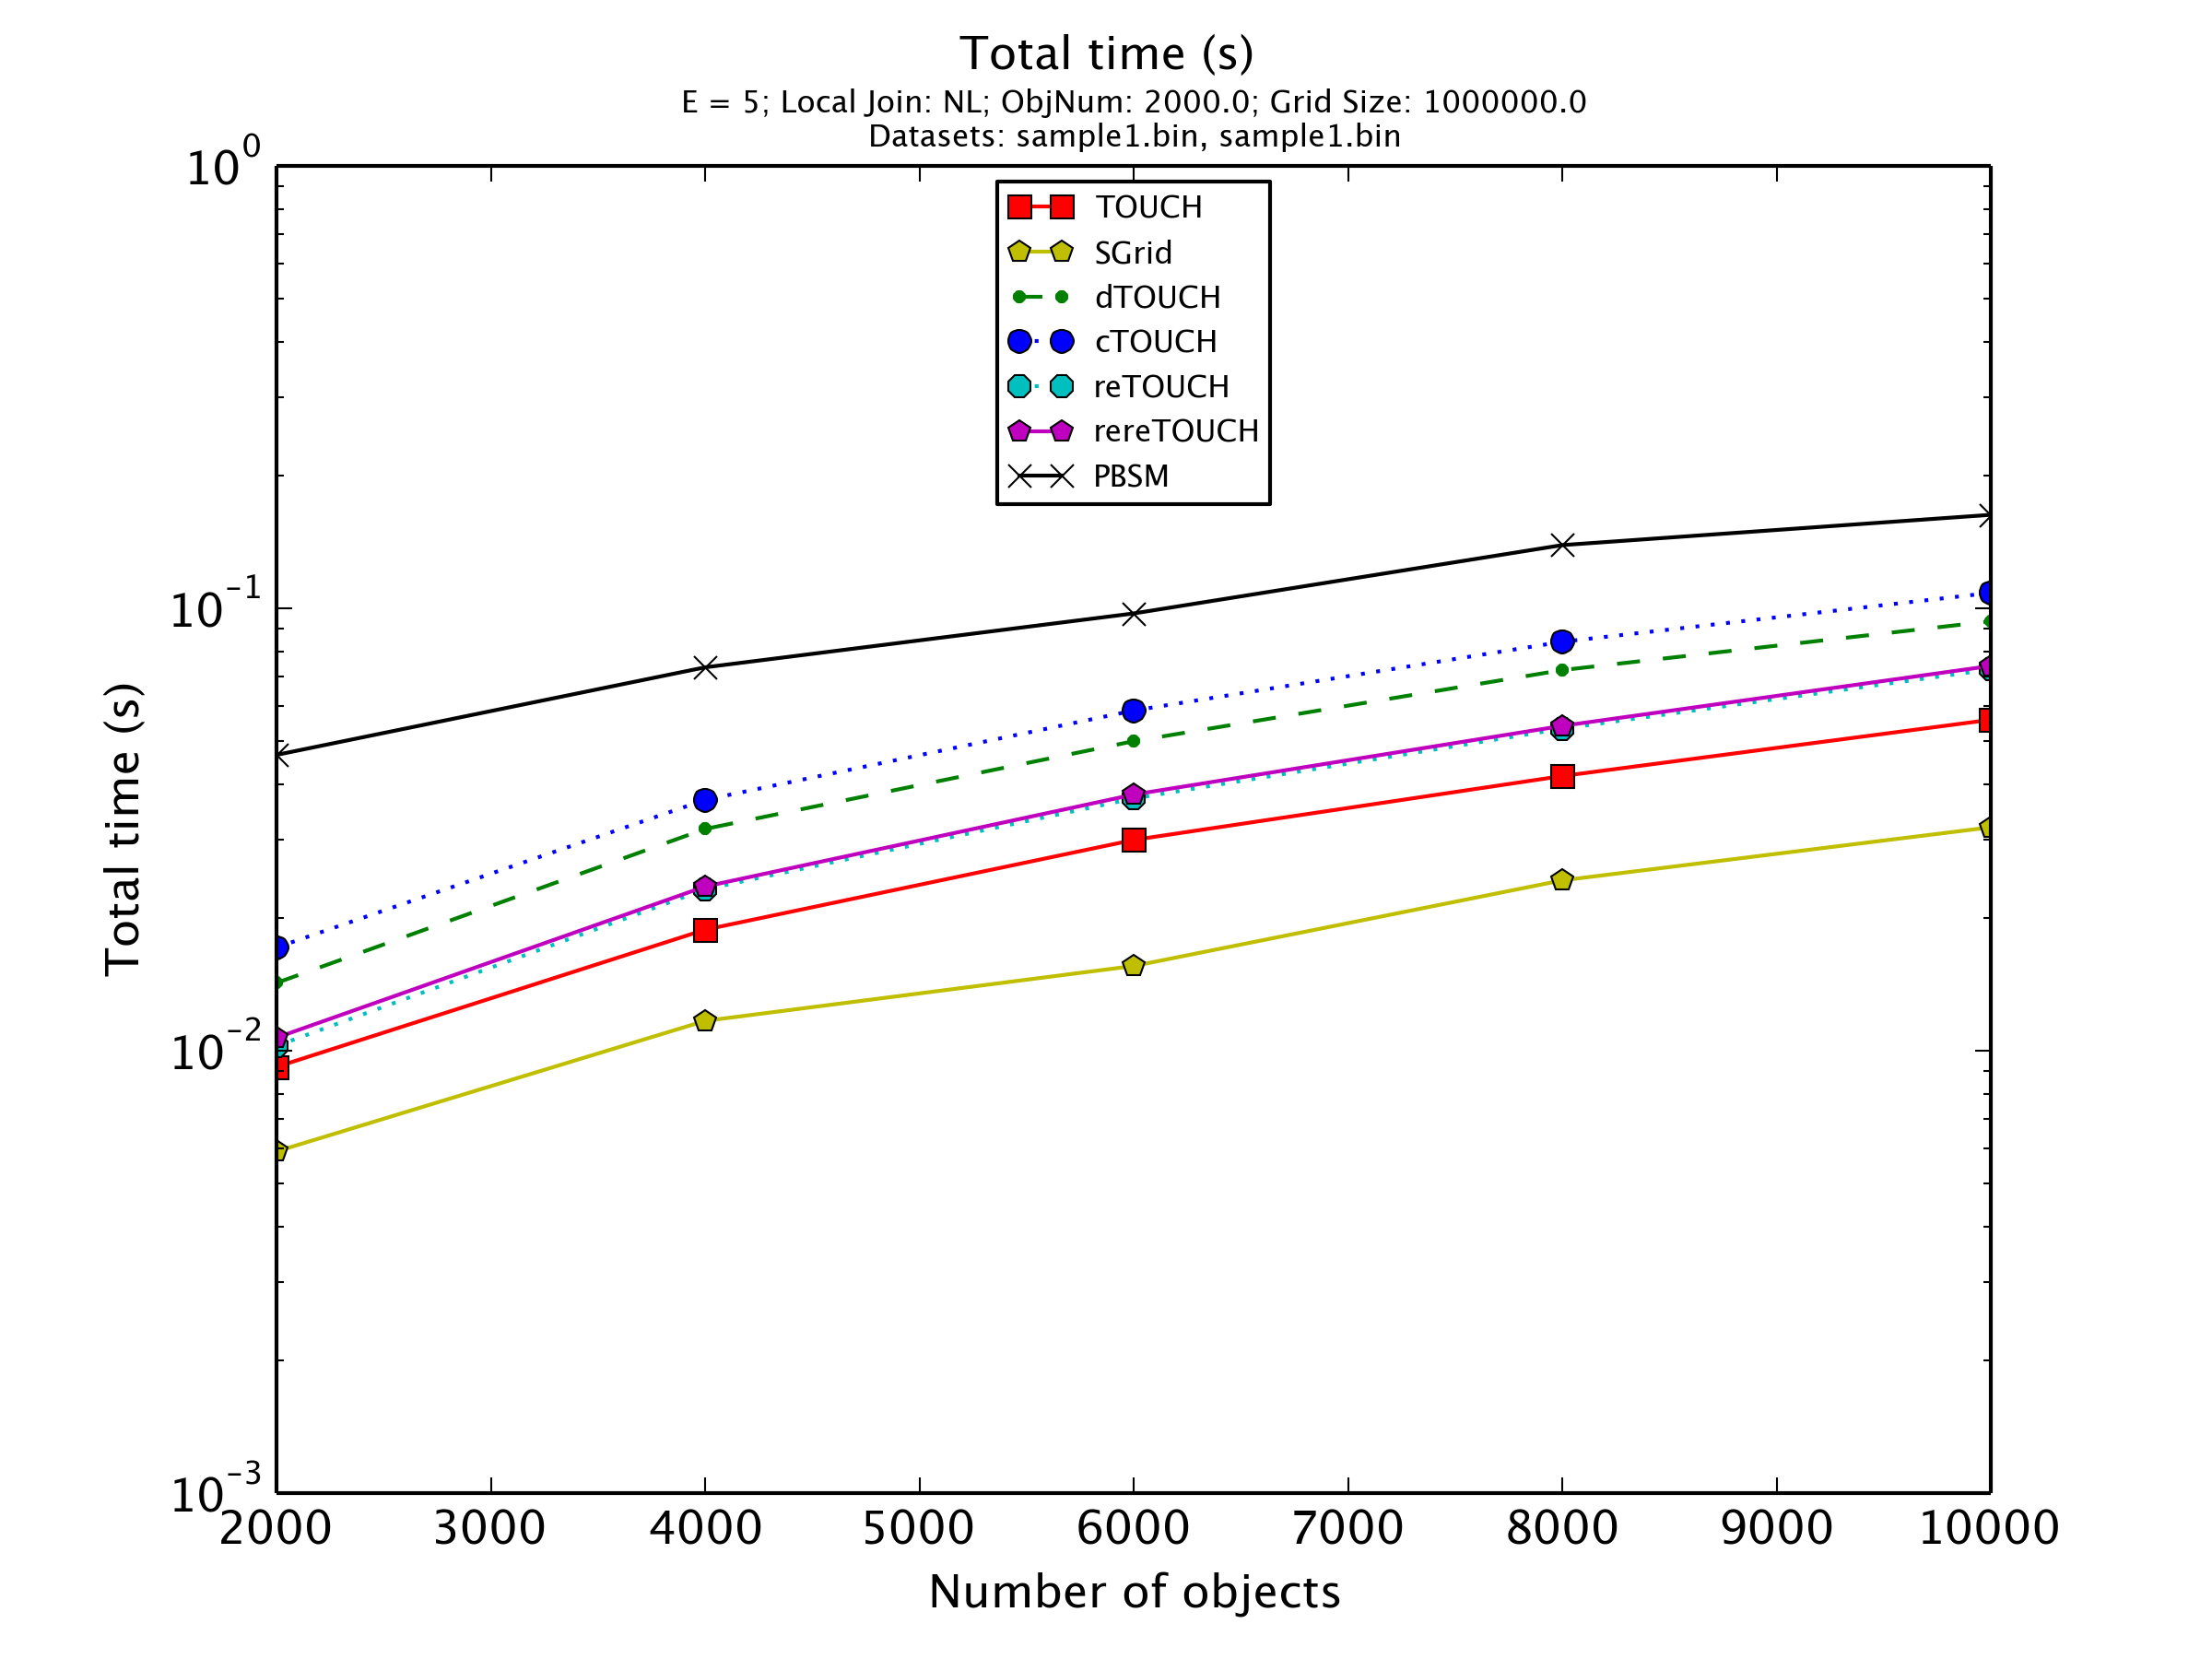 Total time (s)
E = 5; Local Join: NL; ObjNum: 2000.0; Grid Size: 1000000.0
Datasets: sample1.bin, sample1.bin
10^0
10^-1
10^-2
10^-3
Total time (s)
TOUCH
SGrid
dTOUCH
cTOUCH
reTOUCH
rereTOUCH
PBSM
2000 3000 4000 5000 6000 7000 8000 9000 10000
Number of objects